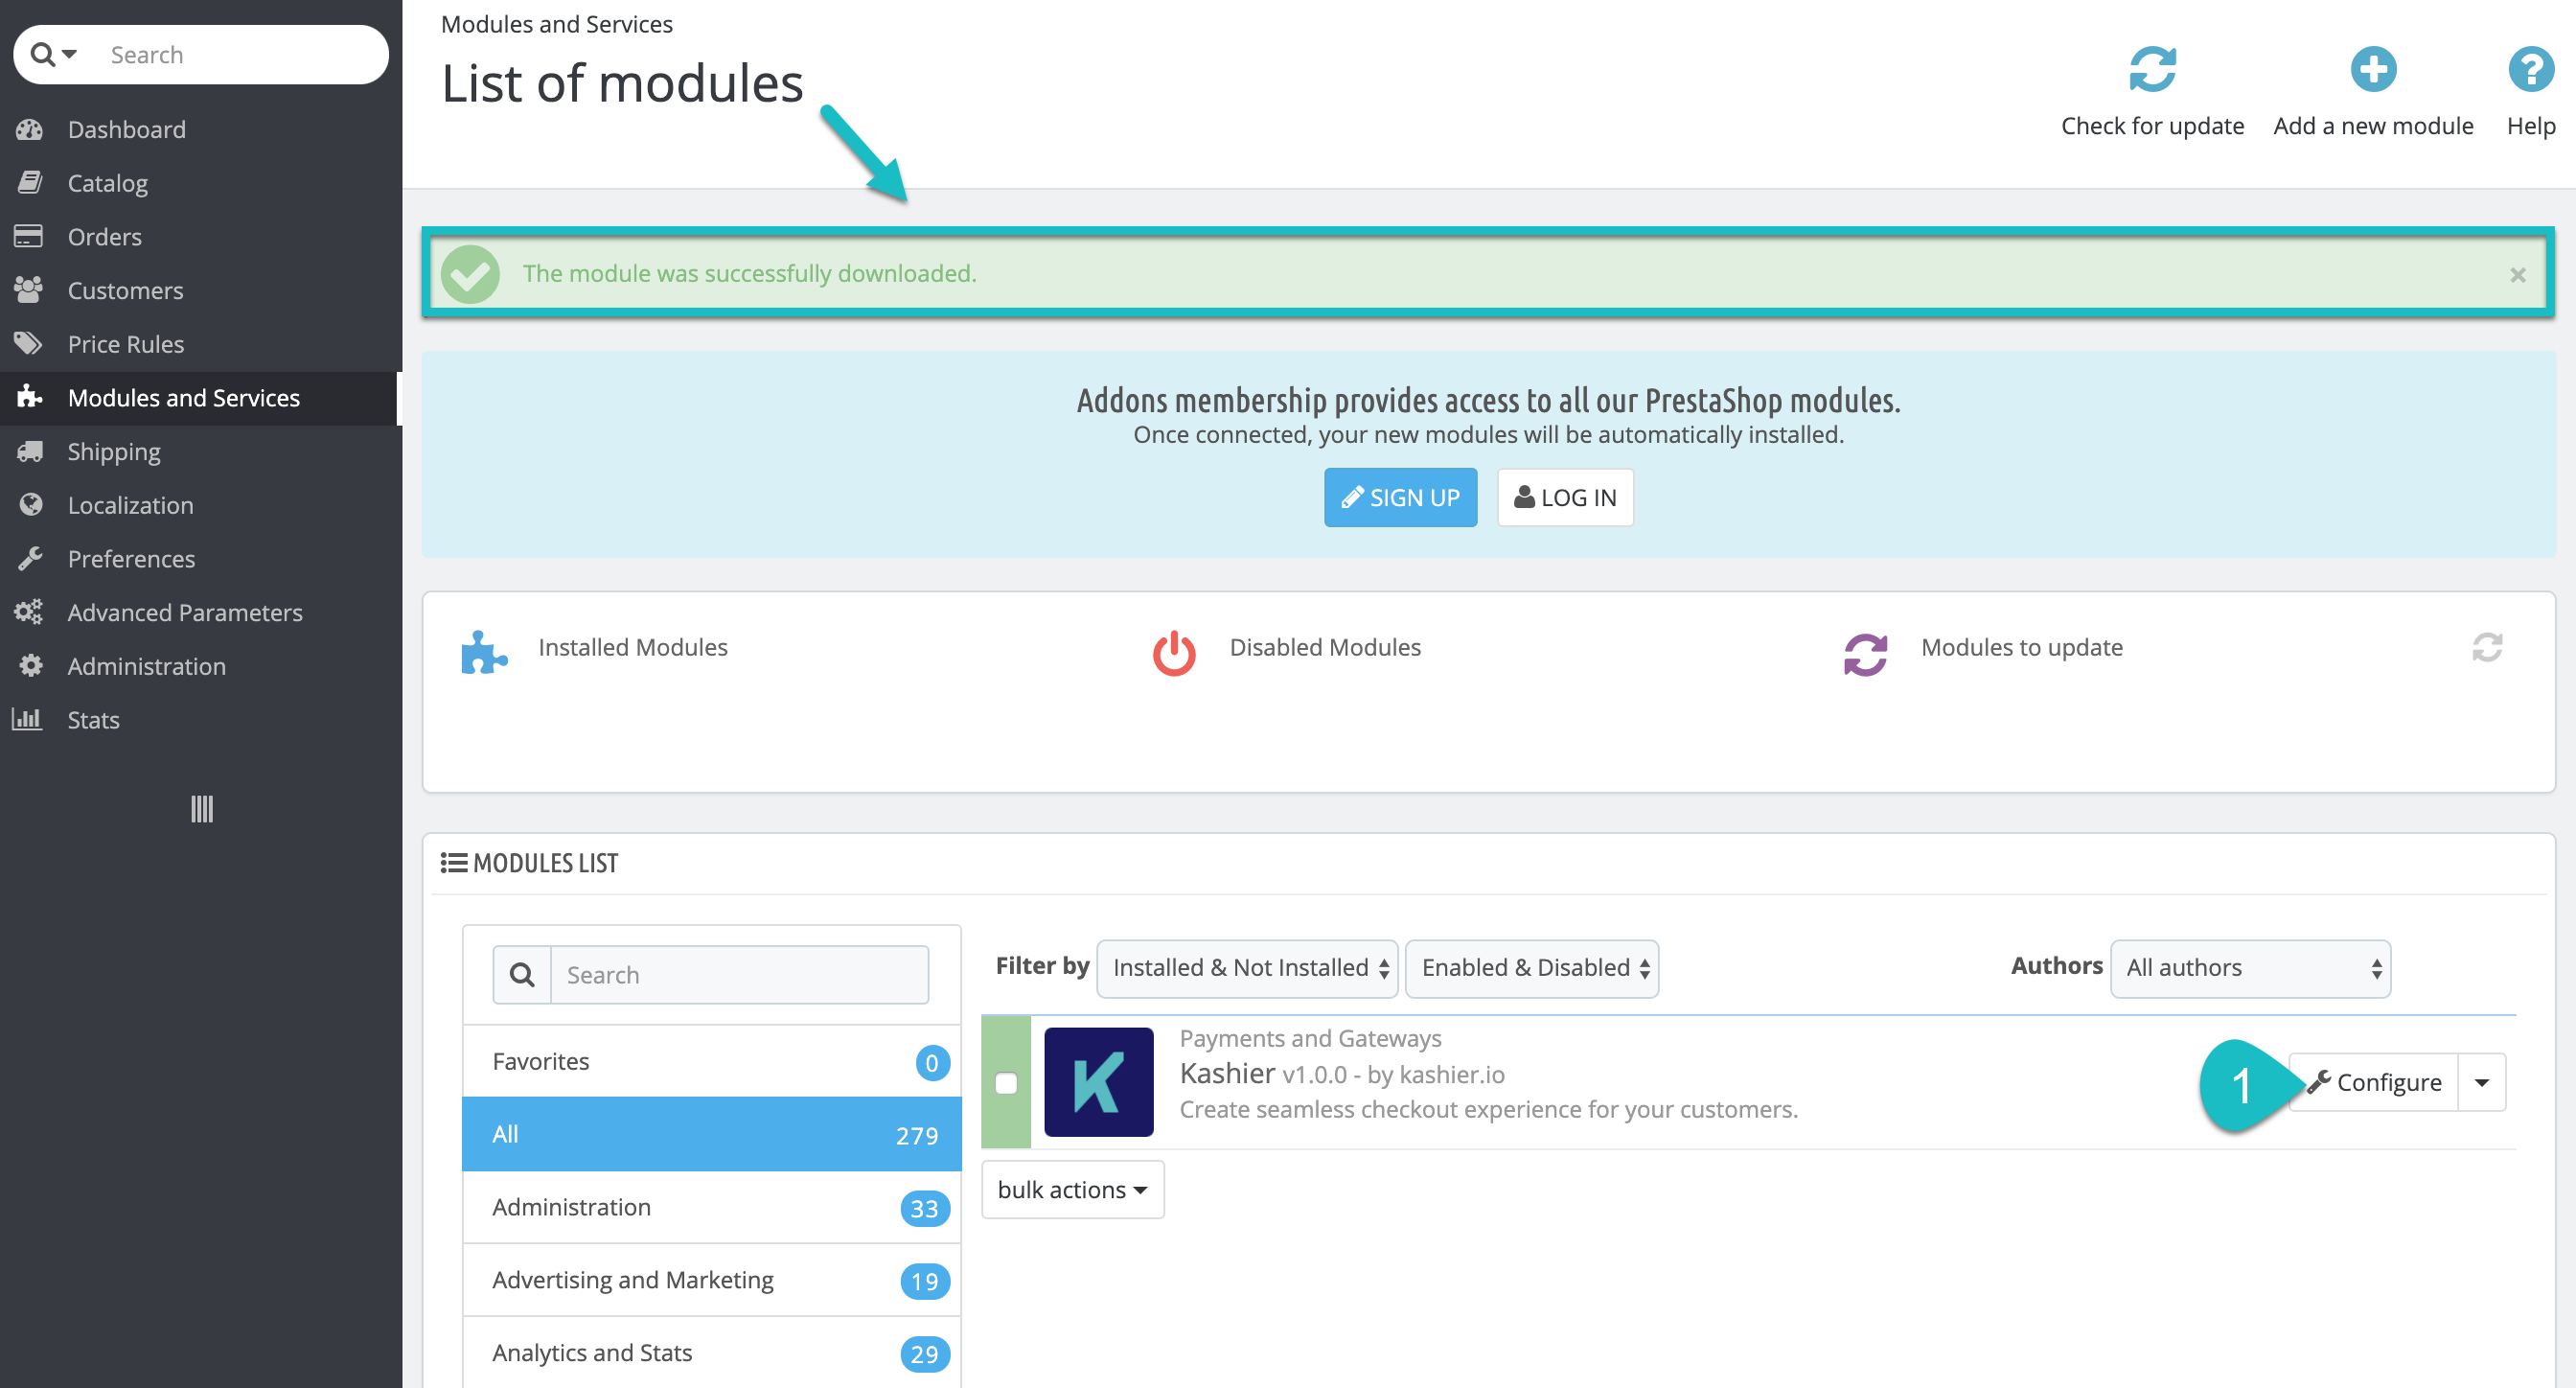 Search
Dashboard
Catalog
Orders
Customers
Price Rules
Modules and Services
Shipping
Localization
Preferences
Advanced Parameters
Administration
Stats
Modules and Services
List of modules
Check for update
Add a new module
Help
The module was successfully downloaded.
×
Addons membership provides access to all our PrestaShop modules.
Once connected, your new modules will be automatically installed.
SIGN UP
LOG IN
Installed Modules
Disabled Modules
Modules to update
MODULES LIST
Search
Favorites 0
All 279
Administration 33
Advertising and Marketing 19
Analytics and Stats 29
Filter by Installed & Not Installed Enabled & Disabled
Authors All authors
K
Payments and Gateways
Kashier v1.0.0 - by kashier.io
Create seamless checkout experience for your customers.
1
Configure
bulk actions